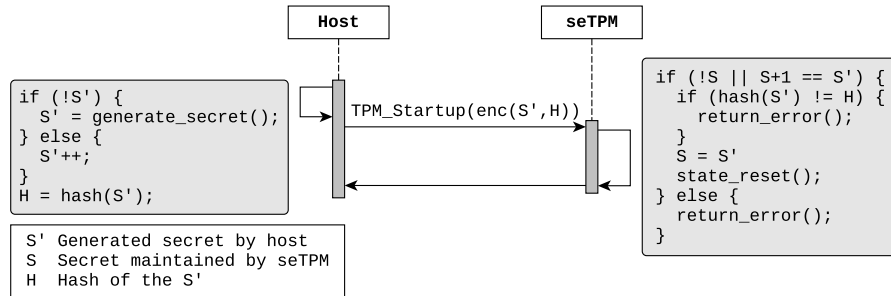 Host
seTPM
if (!S') {
S' = generate_secret();
} else {
S'++;
}
H = hash(S');
TPM_Startup(enc(S',H))
if (!S || S+1 == S') {
if (hash(S') != H) {
return_error();
}
S = S'
state_reset();
} else {
return_error();
}
S' Generated secret by host
S Secret maintained by seTPM
H Hash of the S'